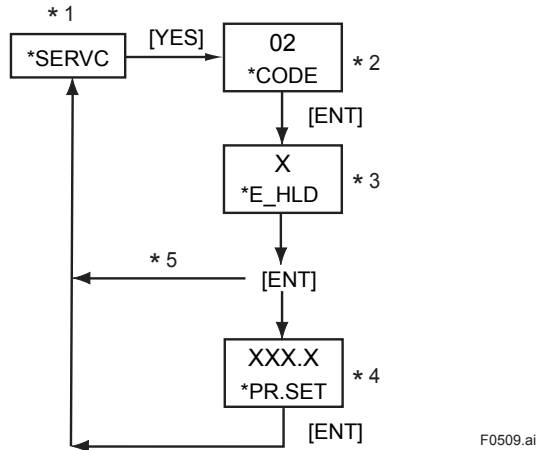 * 1
*SERVC
[YES]
02
*CODE
* 2
[ENT]
X
*E_HLD
* 3
* 5
[ENT]
XXX.X
*PR.SET
* 4
[ENT]
F0509.ai